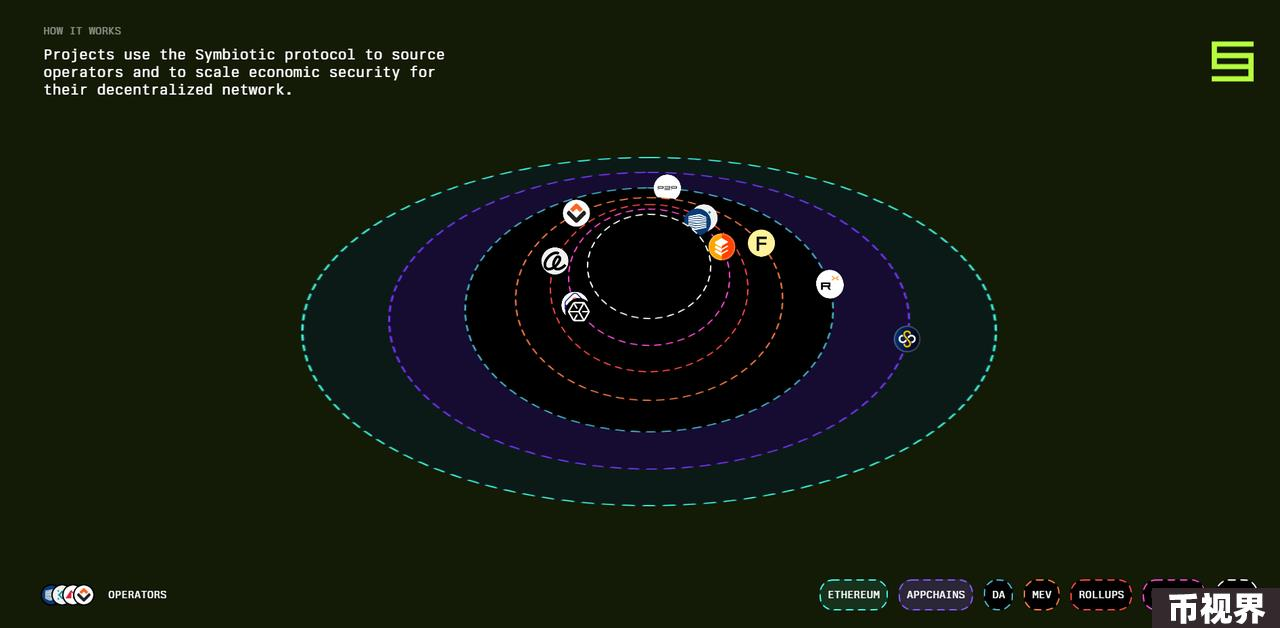 HOW IT WORKS
Projects use the Symbiotic protocol to source
operators and to scale economic security for
their decentralized network.
P2P
F
R
OPERATORS
ETHEREUM
APPCHAINS
DA
MEV
ROLLUPS
币视界